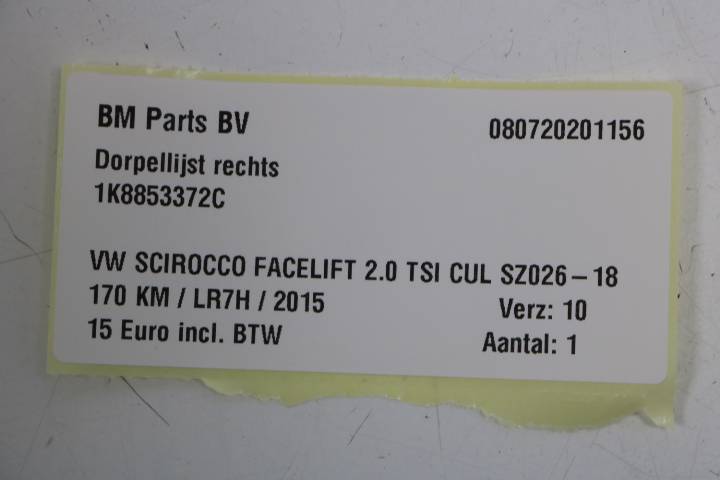 BM Parts BV 080720201156
Dorpellijst rechts
1K8853372C
VW SCIROCCO FACELIFT 2.0 TSI CUL SZ026-18
170 KM / LR7H / 2015 Verz: 10
15 Euro incl. BTW Aantal: 1